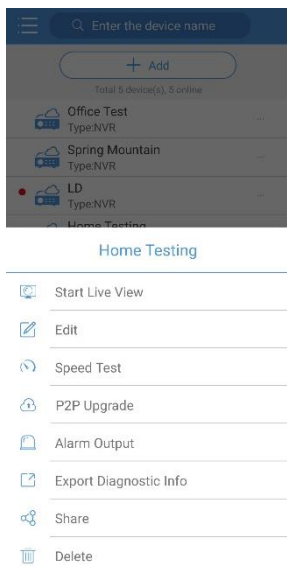 Enter the device name
+ Add
Total 5 device(s), 5 online
Office Test
Type:NVR
Spring Mountain
Type:NVR
LD
Type:NVR
Home Testing
Home Testing
Start Live View
Edit
Speed Test
P2P Upgrade
Alarm Output
Export Diagnostic Info
Share
Delete